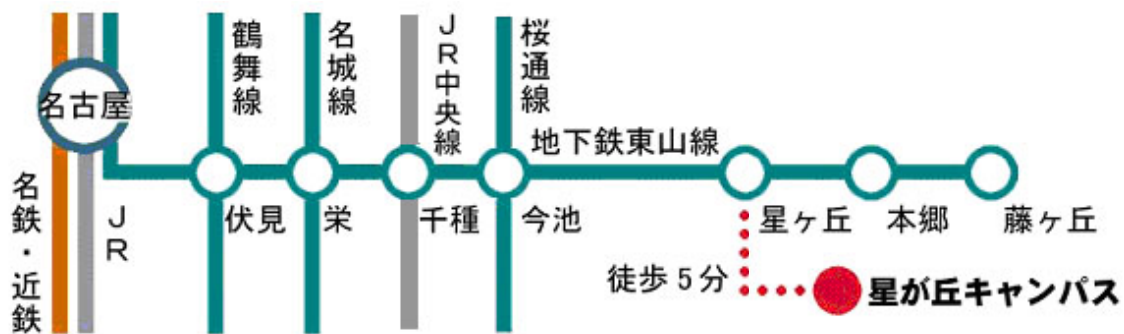 名古屋
名鉄・近鉄
JR
鶴舞線
名城線
JR中央線
桜通線
地下鉄東山線
伏見
栄
千種
今池
星ヶ丘
本郷
藤ヶ丘
徒歩5分
星が丘キャンパス